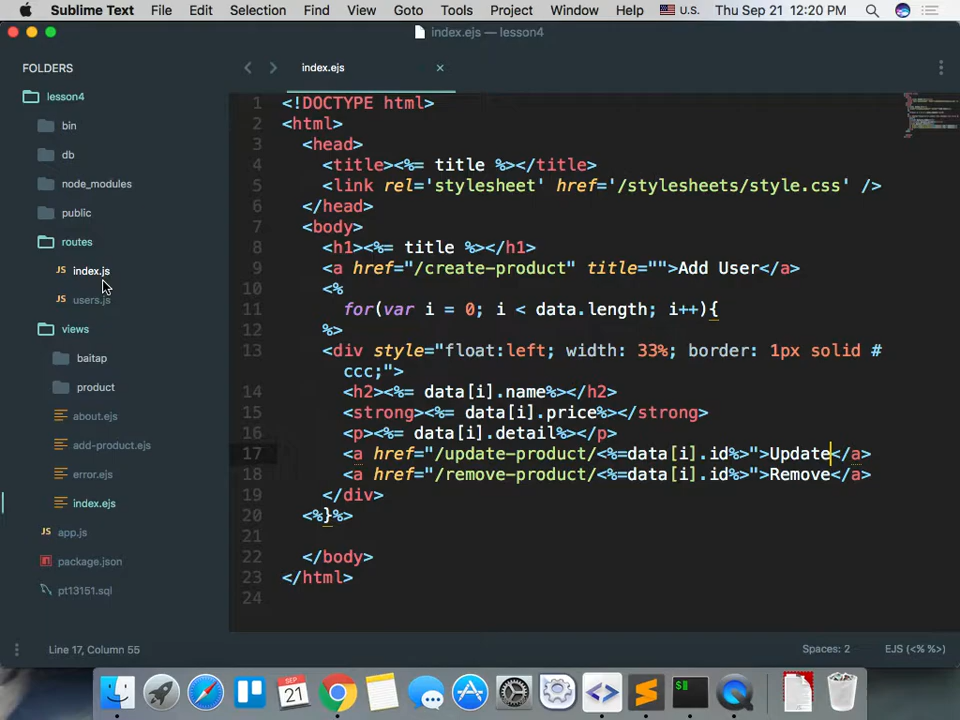 Sublime Text File Edit Selection Find View Goto Tools Project Window Help U.S. Thu Sep 21 12:20 PM
index.ejs — lesson4
FOLDERS
lesson4
bin
db
node_modules
public
routes
JS index.js
JS users.js
views
baitap
product
about.ejs
add-product.ejs
error.ejs
index.ejs
JS app.js
package.json
pt13151.sql
index.ejs ×
1 <!DOCTYPE html>
2 <html>
3 <head>
4 <title><%= title %></title>
5 <link rel='stylesheet' href='/stylesheets/style.css' />
6 </head>
7 <body>
8 <h1><%= title %></h1>
9 <a href="/create-product" title="">Add User</a>
10 <%
11 for(var i = 0; i < data.length; i++){
12 %>
13 <div style="float:left; width: 33%; border: 1px solid #
ccc;">
14 <h2><%= data[i].name%></h2>
15 <strong><%= data[i].price%></strong>
16 <p><%= data[i].detail%></p>
17 <a href="/update-product/<%=data[i].id%>">Update</a>
18 <a href="/remove-product/<%=data[i].id%>">Remove</a>
19 </div>
20 <%}%>
21
22 </body>
23 </html>
24
Line 17, Column 55 Spaces: 2 EJS (<% %>)
SEP
21